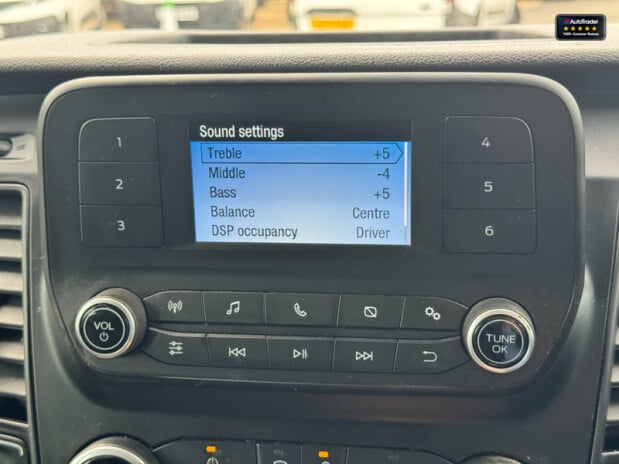 AutoTrader
Sound settings
Treble +5
Middle -4
Bass +5
Balance Centre
DSP occupancy Driver
1
2
3
4
5
6
VOL
TUNE
OK